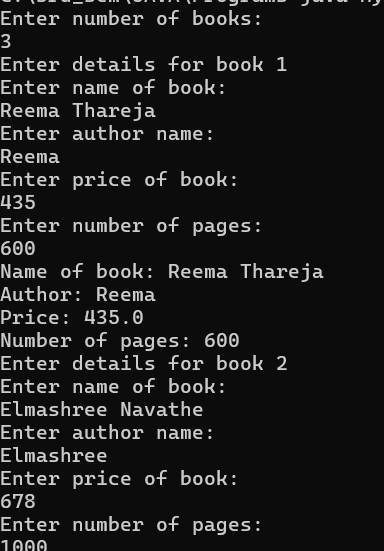 Enter number of books:
3
Enter details for book 1
Enter name of book:
Reema Thareja
Enter author name:
Reema
Enter price of book:
435
Enter number of pages:
600
Name of book: Reema Thareja
Author: Reema
Price: 435.0
Number of pages: 600
Enter details for book 2
Enter name of book:
Elmashree Navathe
Enter author name:
Elmashree
Enter price of book:
678
Enter number of pages:
1000